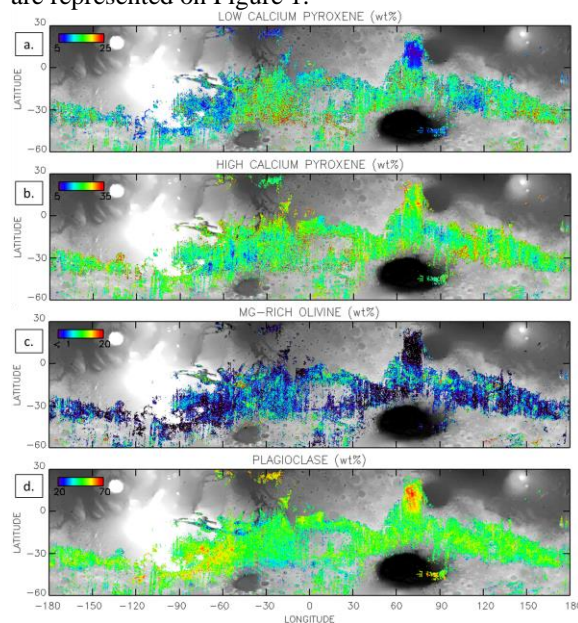 are represented on Figure 1.
LOW CALCIUM PYROXENE (wt%)
a.
5 25
30
0
-30
-60
LATITUDE
HIGH CALCIUM PYROXENE (wt%)
b.
5 35
30
0
-30
-60
LATITUDE
MG-RICH OLIVINE (wt%)
c.
< 1 20
30
0
-30
-60
LATITUDE
PLAGIOCLASE (wt%)
d.
20 70
30
0
-30
-60
LATITUDE
-180 -150 -120 -90 -60 -30 0 30 60 90 120 150 180
LONGITUDE